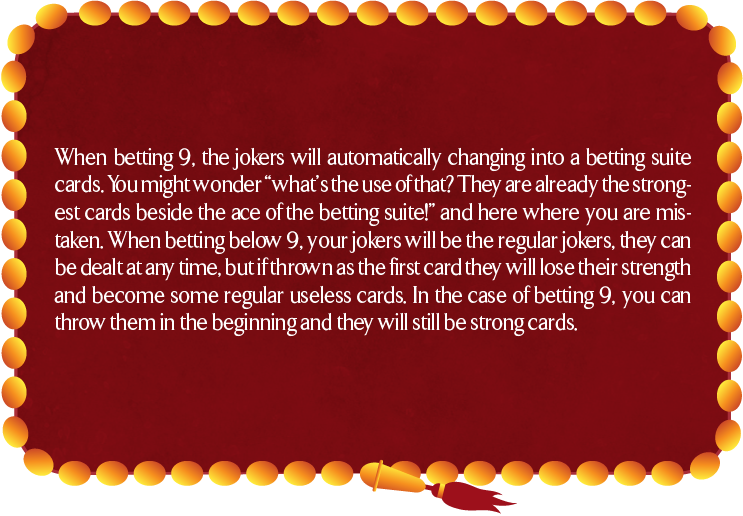 When betting 9, the jokers will automatically changing into a betting suite
cards. You might wonder “what’s the use of that? They are already the strong-
est cards beside the ace of the betting suite!” and here where you are mis-
taken. When betting below 9, your jokers will be the regular jokers, they can
be dealt at any time, but if thrown as the first card they will lose their strength
and become some regular useless cards. In the case of betting 9, you can
throw them in the beginning and they will still be strong cards.